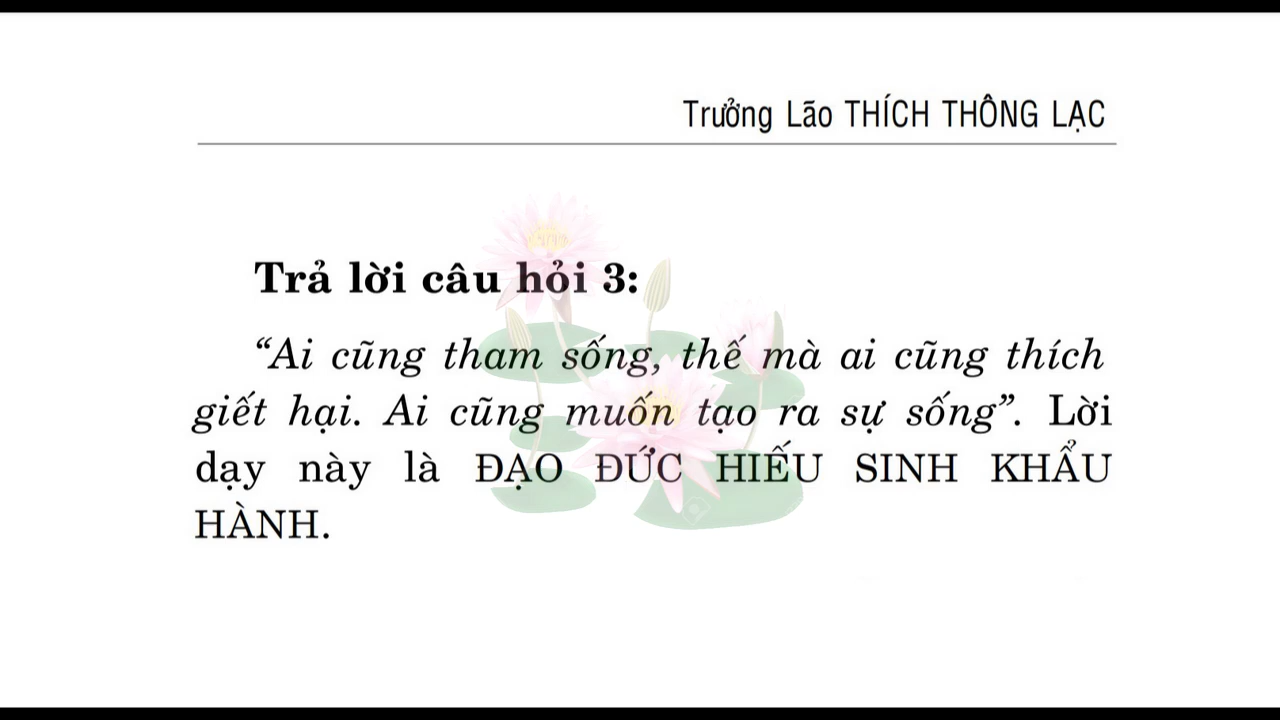 Trưởng Lão THÍCH THÔNG LẠC
Trả lời câu hỏi 3:
“Ai cũng tham sống, thế mà ai cũng thích
giết hại. Ai cũng muốn tạo ra sự sống”. Lời
dạy này là ĐẠO ĐỨC HIẾU SINH KHẨU
HÀNH.